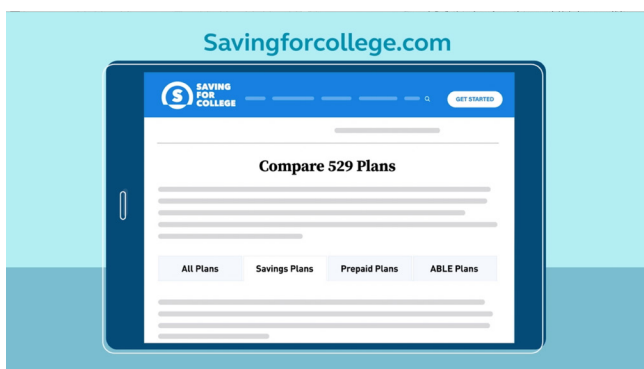 Savingforcollege.com
SAVING
FOR
COLLEGE
GET STARTED
Compare 529 Plans
All Plans Savings Plans Prepaid Plans ABLE Plans